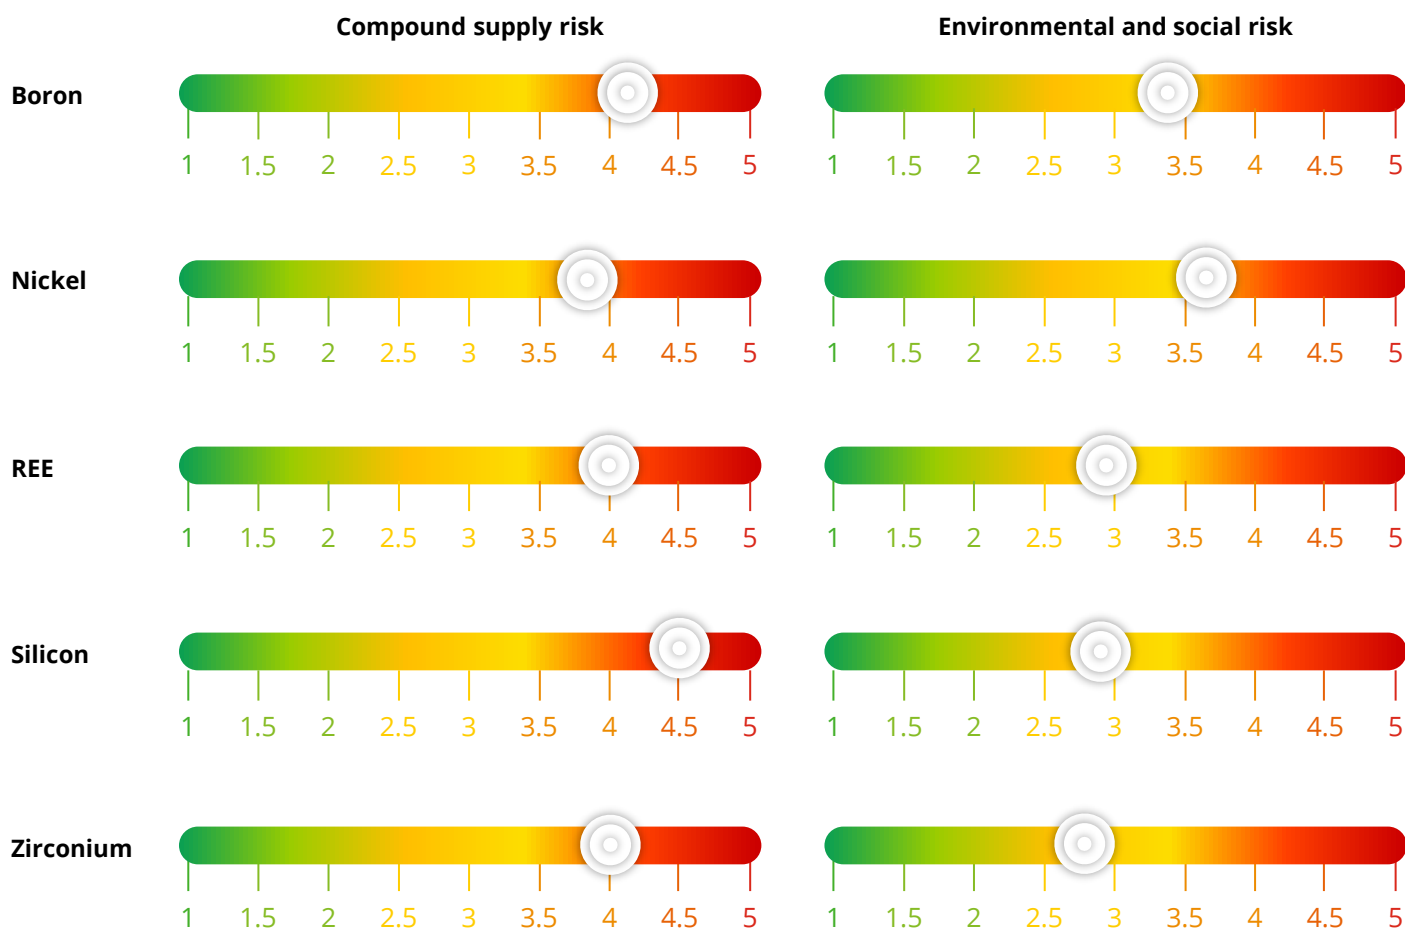 Compound supply risk Environmental and social risk
Boron
1 1.5 2 2.5 3 3.5 4 4.5 5 1 1.5 2 2.5 3 3.5 4 4.5 5
Nickel
1 1.5 2 2.5 3 3.5 4 4.5 5 1 1.5 2 2.5 3 3.5 4 4.5 5
REE
1 1.5 2 2.5 3 3.5 4 4.5 5 1 1.5 2 2.5 3 3.5 4 4.5 5
Silicon
1 1.5 2 2.5 3 3.5 4 4.5 5 1 1.5 2 2.5 3 3.5 4 4.5 5
Zirconium
1 1.5 2 2.5 3 3.5 4 4.5 5 1 1.5 2 2.5 3 3.5 4 4.5 5